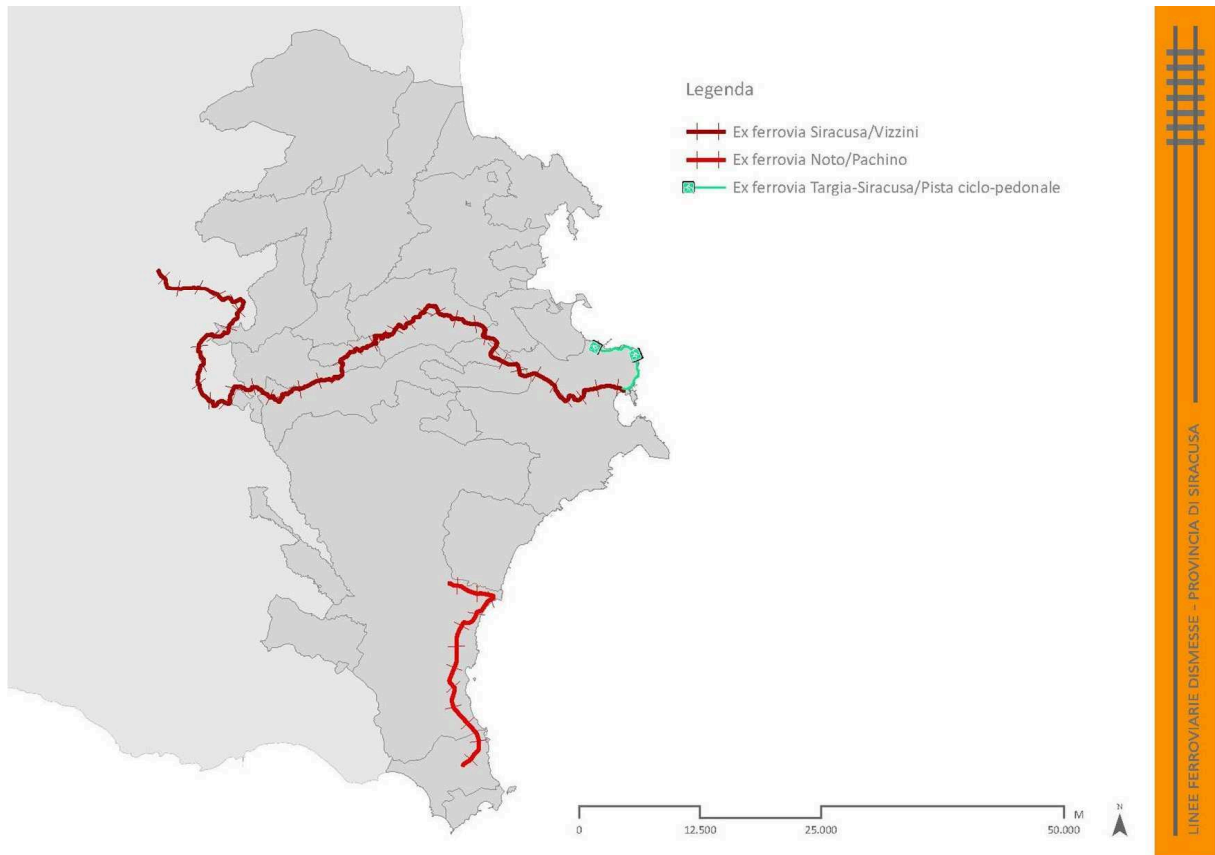 Legenda
Ex ferrovia Siracusa/Vizzini
Ex ferrovia Noto/Pachino
Ex ferrovia Targia-Siracusa/Pista ciclo-pedonale
0
12.500
25.000
50.000
M
N
LINEE FERROVIARIE DISMESSE - PROVINCIA DI SIRACUSA